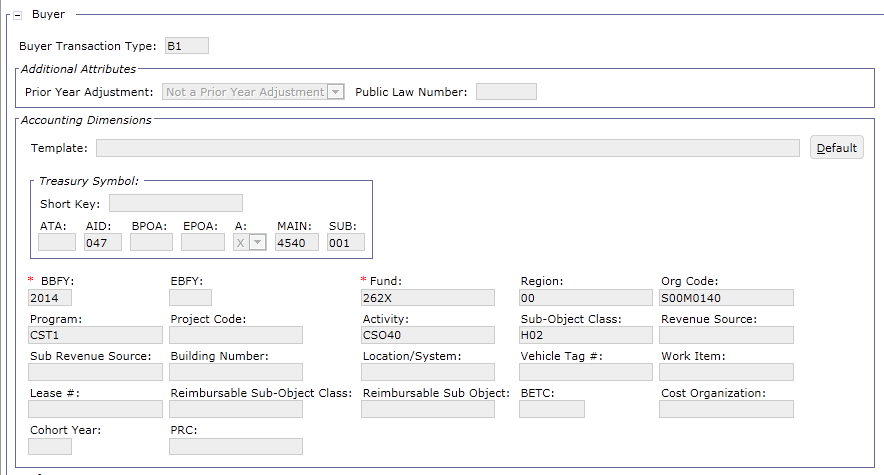 Buyer
Buyer Transaction Type: B1
Additional Attributes
Prior Year Adjustment: Not a Prior Year Adjustment Public Law Number:
Accounting Dimensions
Template: Default
Treasury Symbol:
Short Key:
ATA: AID: BPOA: EPOA: A: MAIN: SUB:
047 X 4540 001
* BBFY: EBFY: * Fund: Region: Org Code:
2014 262X 00 S00M0140
Program: Project Code: Activity: Sub-Object Class: Revenue Source:
CST1 CSO40 H02
Sub Revenue Source: Building Number: Location/System: Vehicle Tag #: Work Item:
Lease #: Reimbursable Sub-Object Class: Reimbursable Sub Object: BETC: Cost Organization:
Cohort Year: PRC: